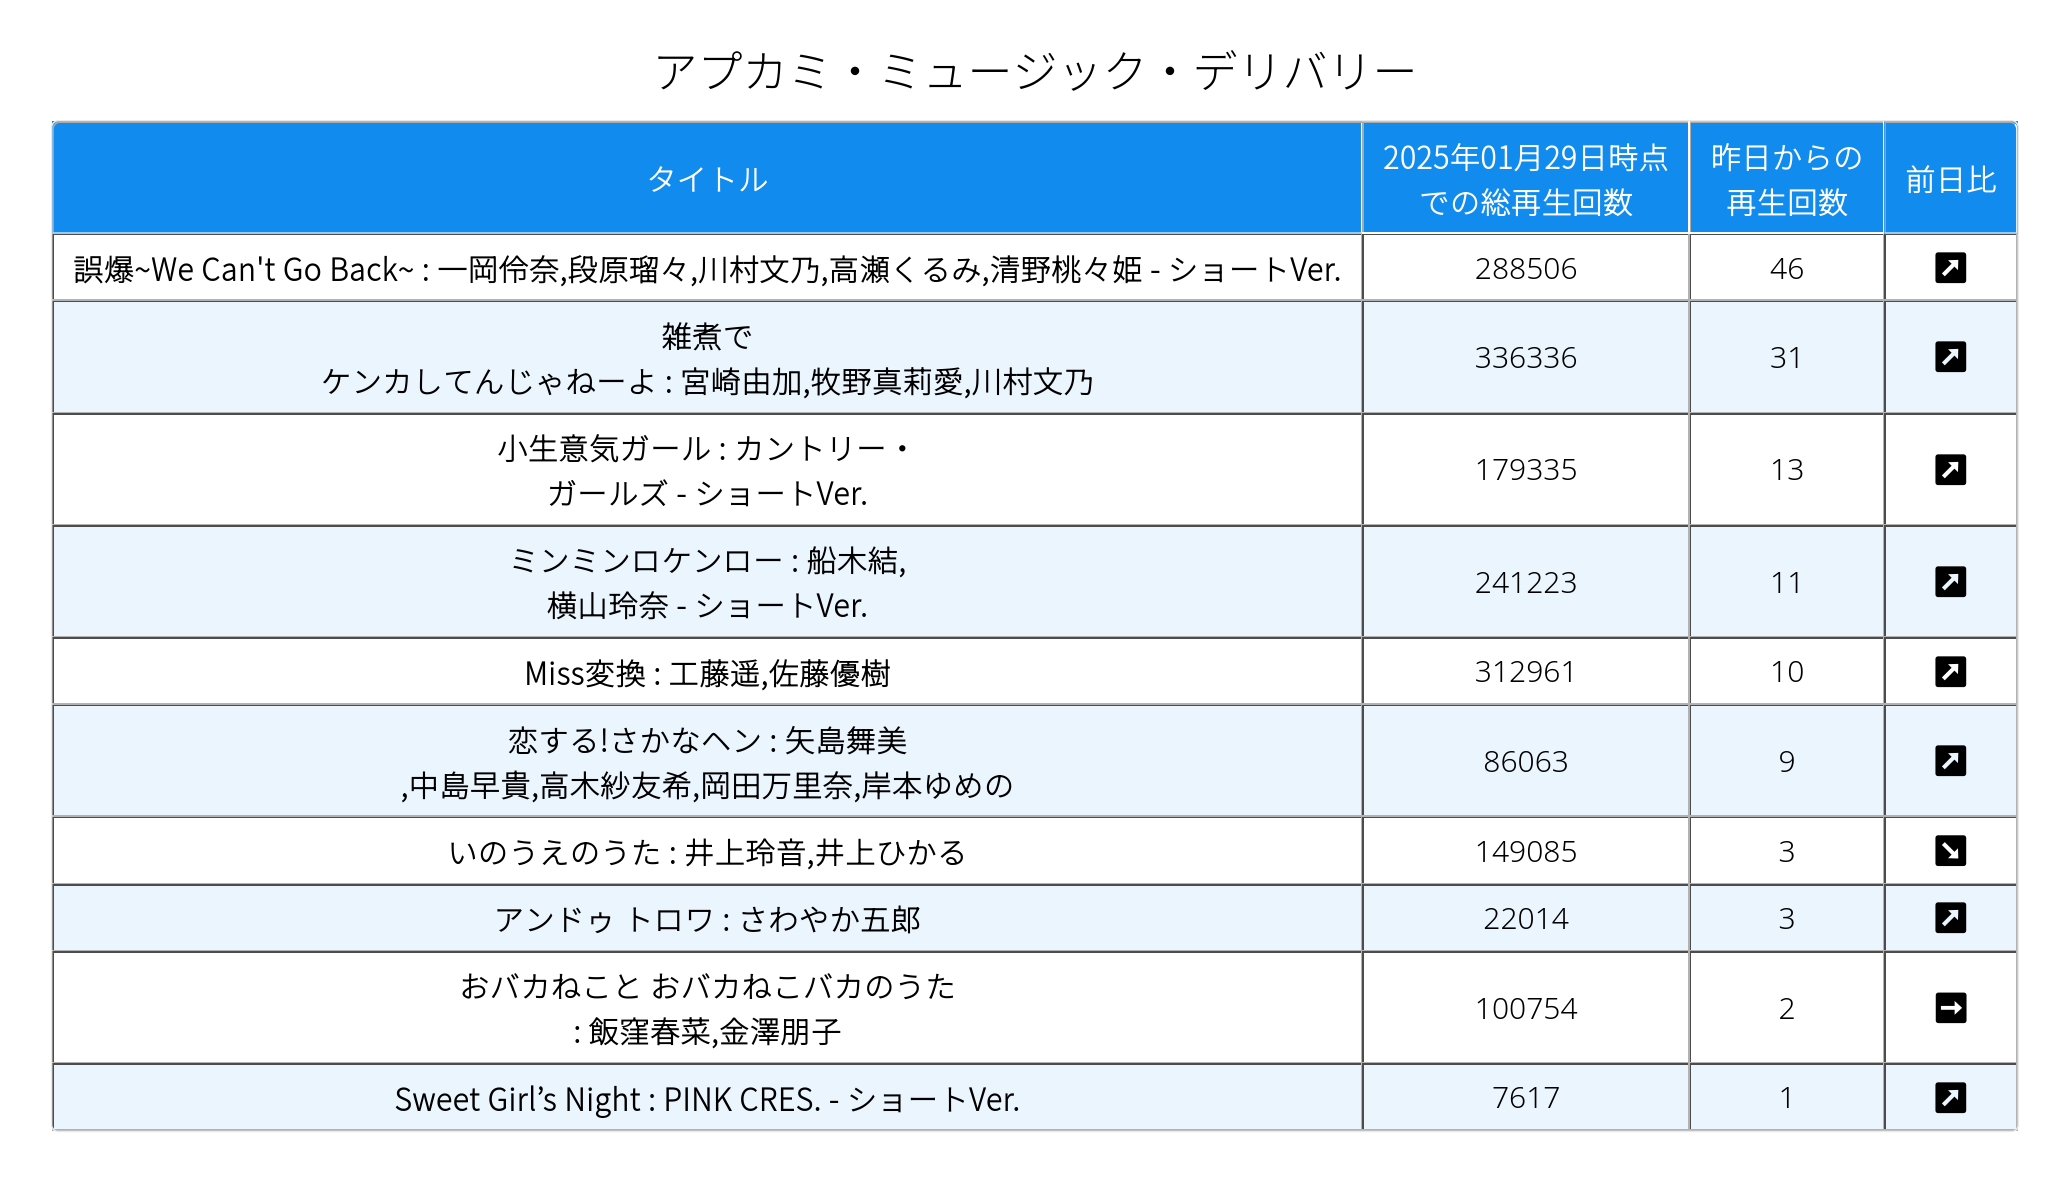 アプカミ・ミュージック・デリバリー
タイトル
2025年01月29日時点
での総再生回数
昨日からの
再生回数
前日比
誤爆~We Can't Go Back~ : 一岡伶奈,段原瑠々,川村文乃,高瀬くるみ,清野桃々姫 - ショートVer.
288506
46
雑煮で
ケンカしてんじゃねーよ : 宮崎由加,牧野真莉愛,川村文乃
336336
31
小生意気ガール : カントリー・
ガールズ - ショートVer.
179335
13
ミンミンロケンロー : 船木結,
横山玲奈 - ショートVer.
241223
11
Miss変換 : 工藤遥,佐藤優樹
312961
10
恋する!さかなヘン : 矢島舞美
,中島早貴,高木紗友希,岡田万里奈,岸本ゆめの
86063
9
いのうえのうた : 井上玲音,井上ひかる
149085
3
アンドゥ トロワ : さわやか五郎
22014
3
おバカねこと おバカねこバカのうた
: 飯窪春菜,金澤朋子
100754
2
Sweet Girl’s Night : PINK CRES. - ショートVer.
7617
1